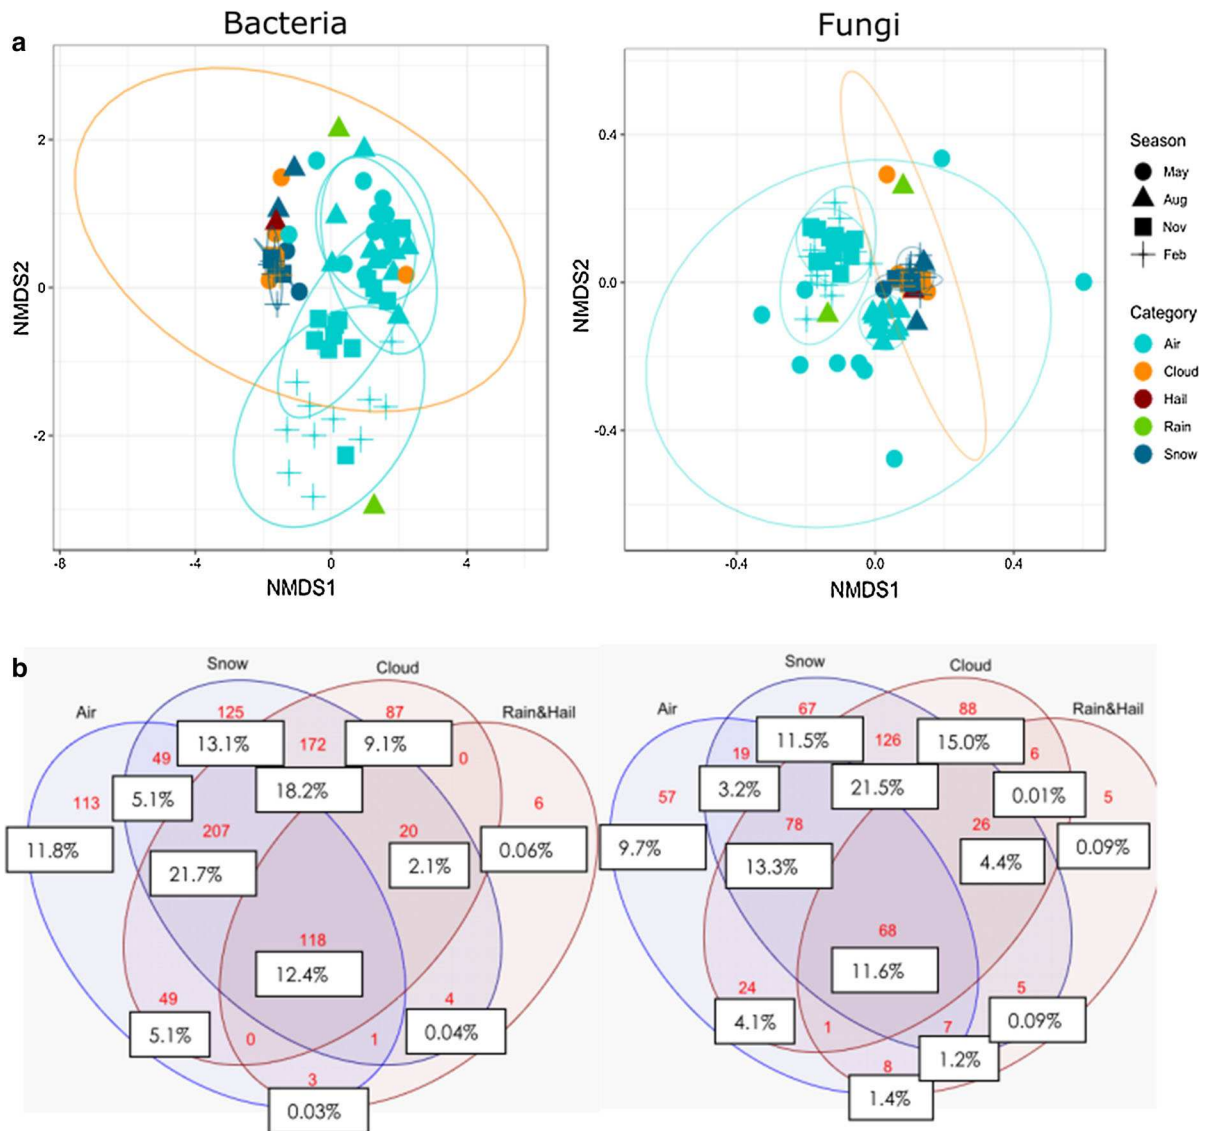 a
Bacteria
Fungi
2
0
-2
NMDS2
-8
-4
0
4
NMDS1
0.4
0.0
-0.4
NMDS2
-0.4
0.0
0.4
NMDS1
Season
May
Aug
Nov
Feb
Category
Air
Cloud
Hail
Rain
Snow
b
Snow
Cloud
Air
Rain&Hail
125
87
13.1%
172
9.1%
49
0
5.1%
18.2%
113
6
207
20
11.8%
0.06%
21.7%
2.1%
118
12.4%
49
4
5.1%
0.04%
0
1
3
0.03%
Snow
Cloud
Air
Rain&Hail
67
88
11.5%
126
15.0%
19
6
3.2%
21.5%
0.01%
57
5
78
26
9.7%
0.09%
13.3%
4.4%
68
11.6%
24
5
4.1%
0.09%
1
7
1.2%
8
1.4%